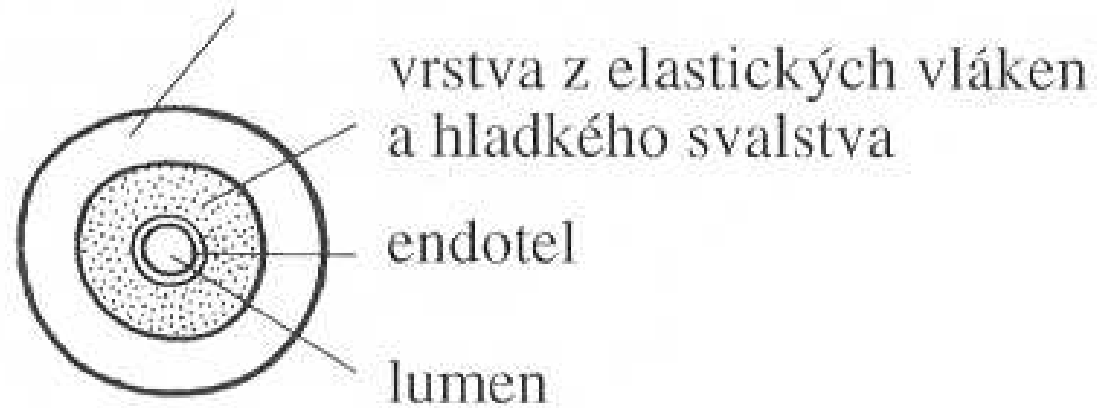 vrstva z elastických vláken
a hladkého svalstva
endotel
lumen